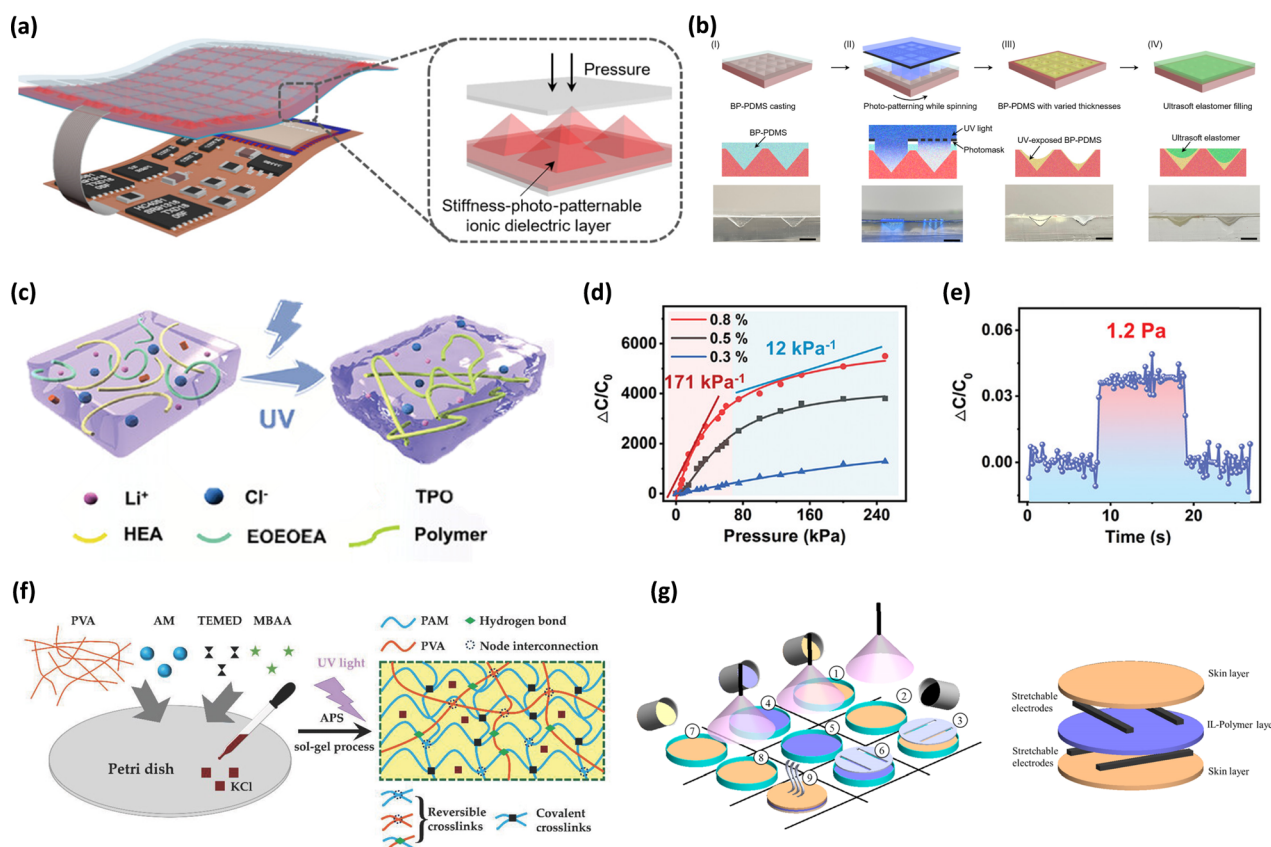 (a)
Pressure
Stiffness-photo-patternable
ionic dielectric layer
(b)
(I)
(II)
(III)
(IV)
BP-PDMS casting
Photo-patterning while spinning
BP-PDMS with varied thicknesses
Ultrasoft elastomer filling
BP-PDMS
UV light
Photomask
UV-exposed BP-PDMS
Ultrasoft elastomer
(c)
UV
Li⁺
Cl⁻
TPO
HEA
EOEOEA
Polymer
(d)
ΔC/C₀
6000
4000
2000
0
0.8 %
0.5 %
0.3 %
171 kPa⁻¹
12 kPa⁻¹
0 60 120 180 240
Pressure (kPa)
(e)
ΔC/C₀
0.06
0.03
0.00
1.2 Pa
0 10 20
Time (s)
(f)
PVA
AM
TEMED
MBAA
UV light
APS
sol-gel process
Petri dish
KCl
PAM
Hydrogen bond
PVA
Node interconnection
Reversible
crosslinks
Covalent
crosslinks
(g)
1
2
3
4
5
6
7
8
9
Skin layer
Stretchable
electrodes
IL-Polymer laye
Stretchable
electrodes
Skin layer